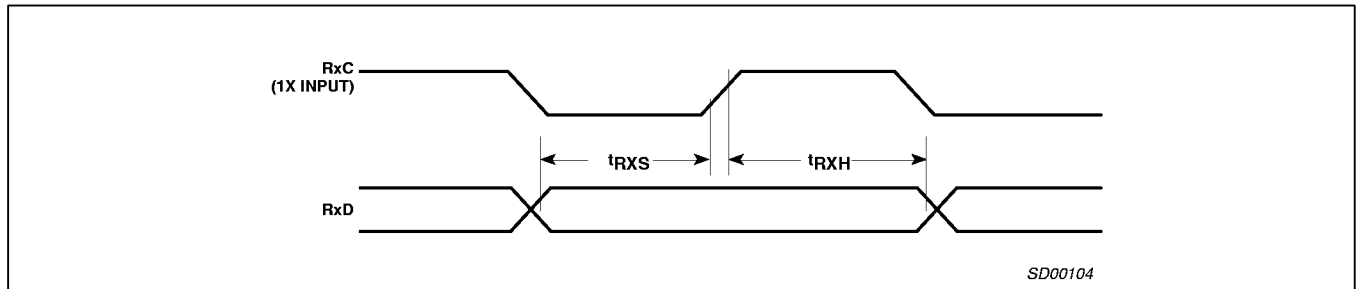 RxC
(1X INPUT)
tRXS
tRXH
RxD
SD00104